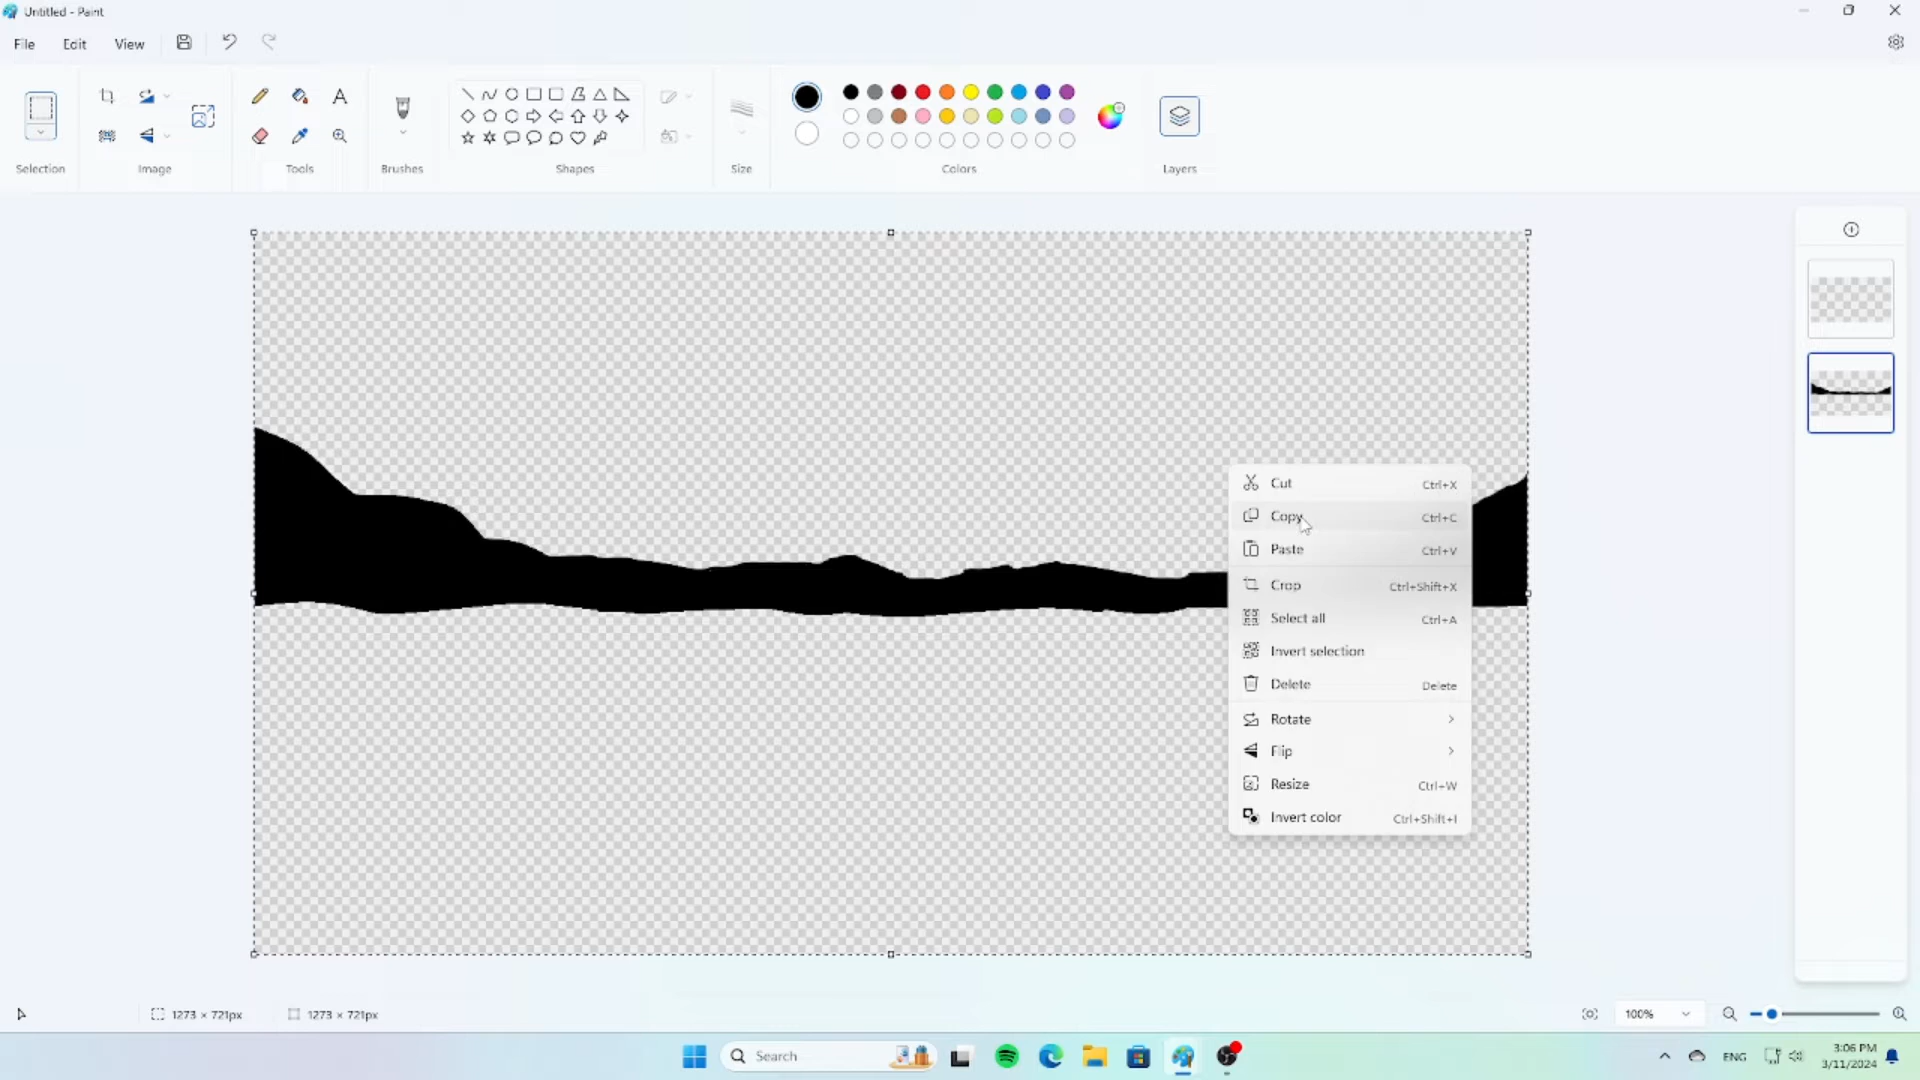 Untitled - Paint
File Edit View
Selection Image Tools Brushes Shapes Size Colors Layers
Cut Ctrl+X
Copy Ctrl+C
Paste Ctrl+V
Crop Ctrl+Shift+X
Select all Ctrl+A
Invert selection
Delete Delete
Rotate
Flip
Resize Ctrl+W
Invert color Ctrl+Shift+I
1273 × 721px 1273 × 721px 100%
Search ENG 3:06 PM
3/11/2024